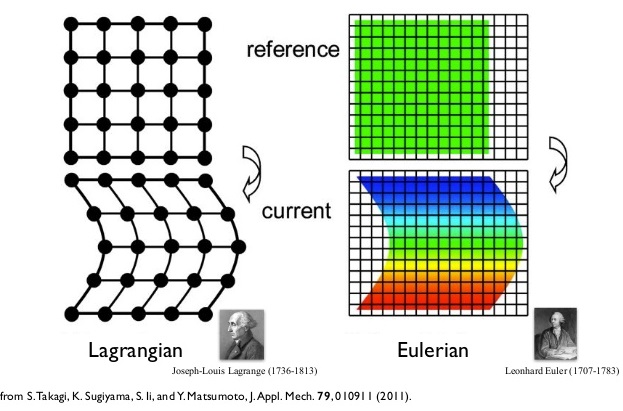 reference
current
Lagrangian
Eulerian
Joseph-Louis Lagrange (1736-1813)
Leonhard Euler (1707-1783)
from S. Takagi, K. Sugiyama, S. Ii, and Y. Matsumoto, J. Appl. Mech. 79, 010911 (2011).